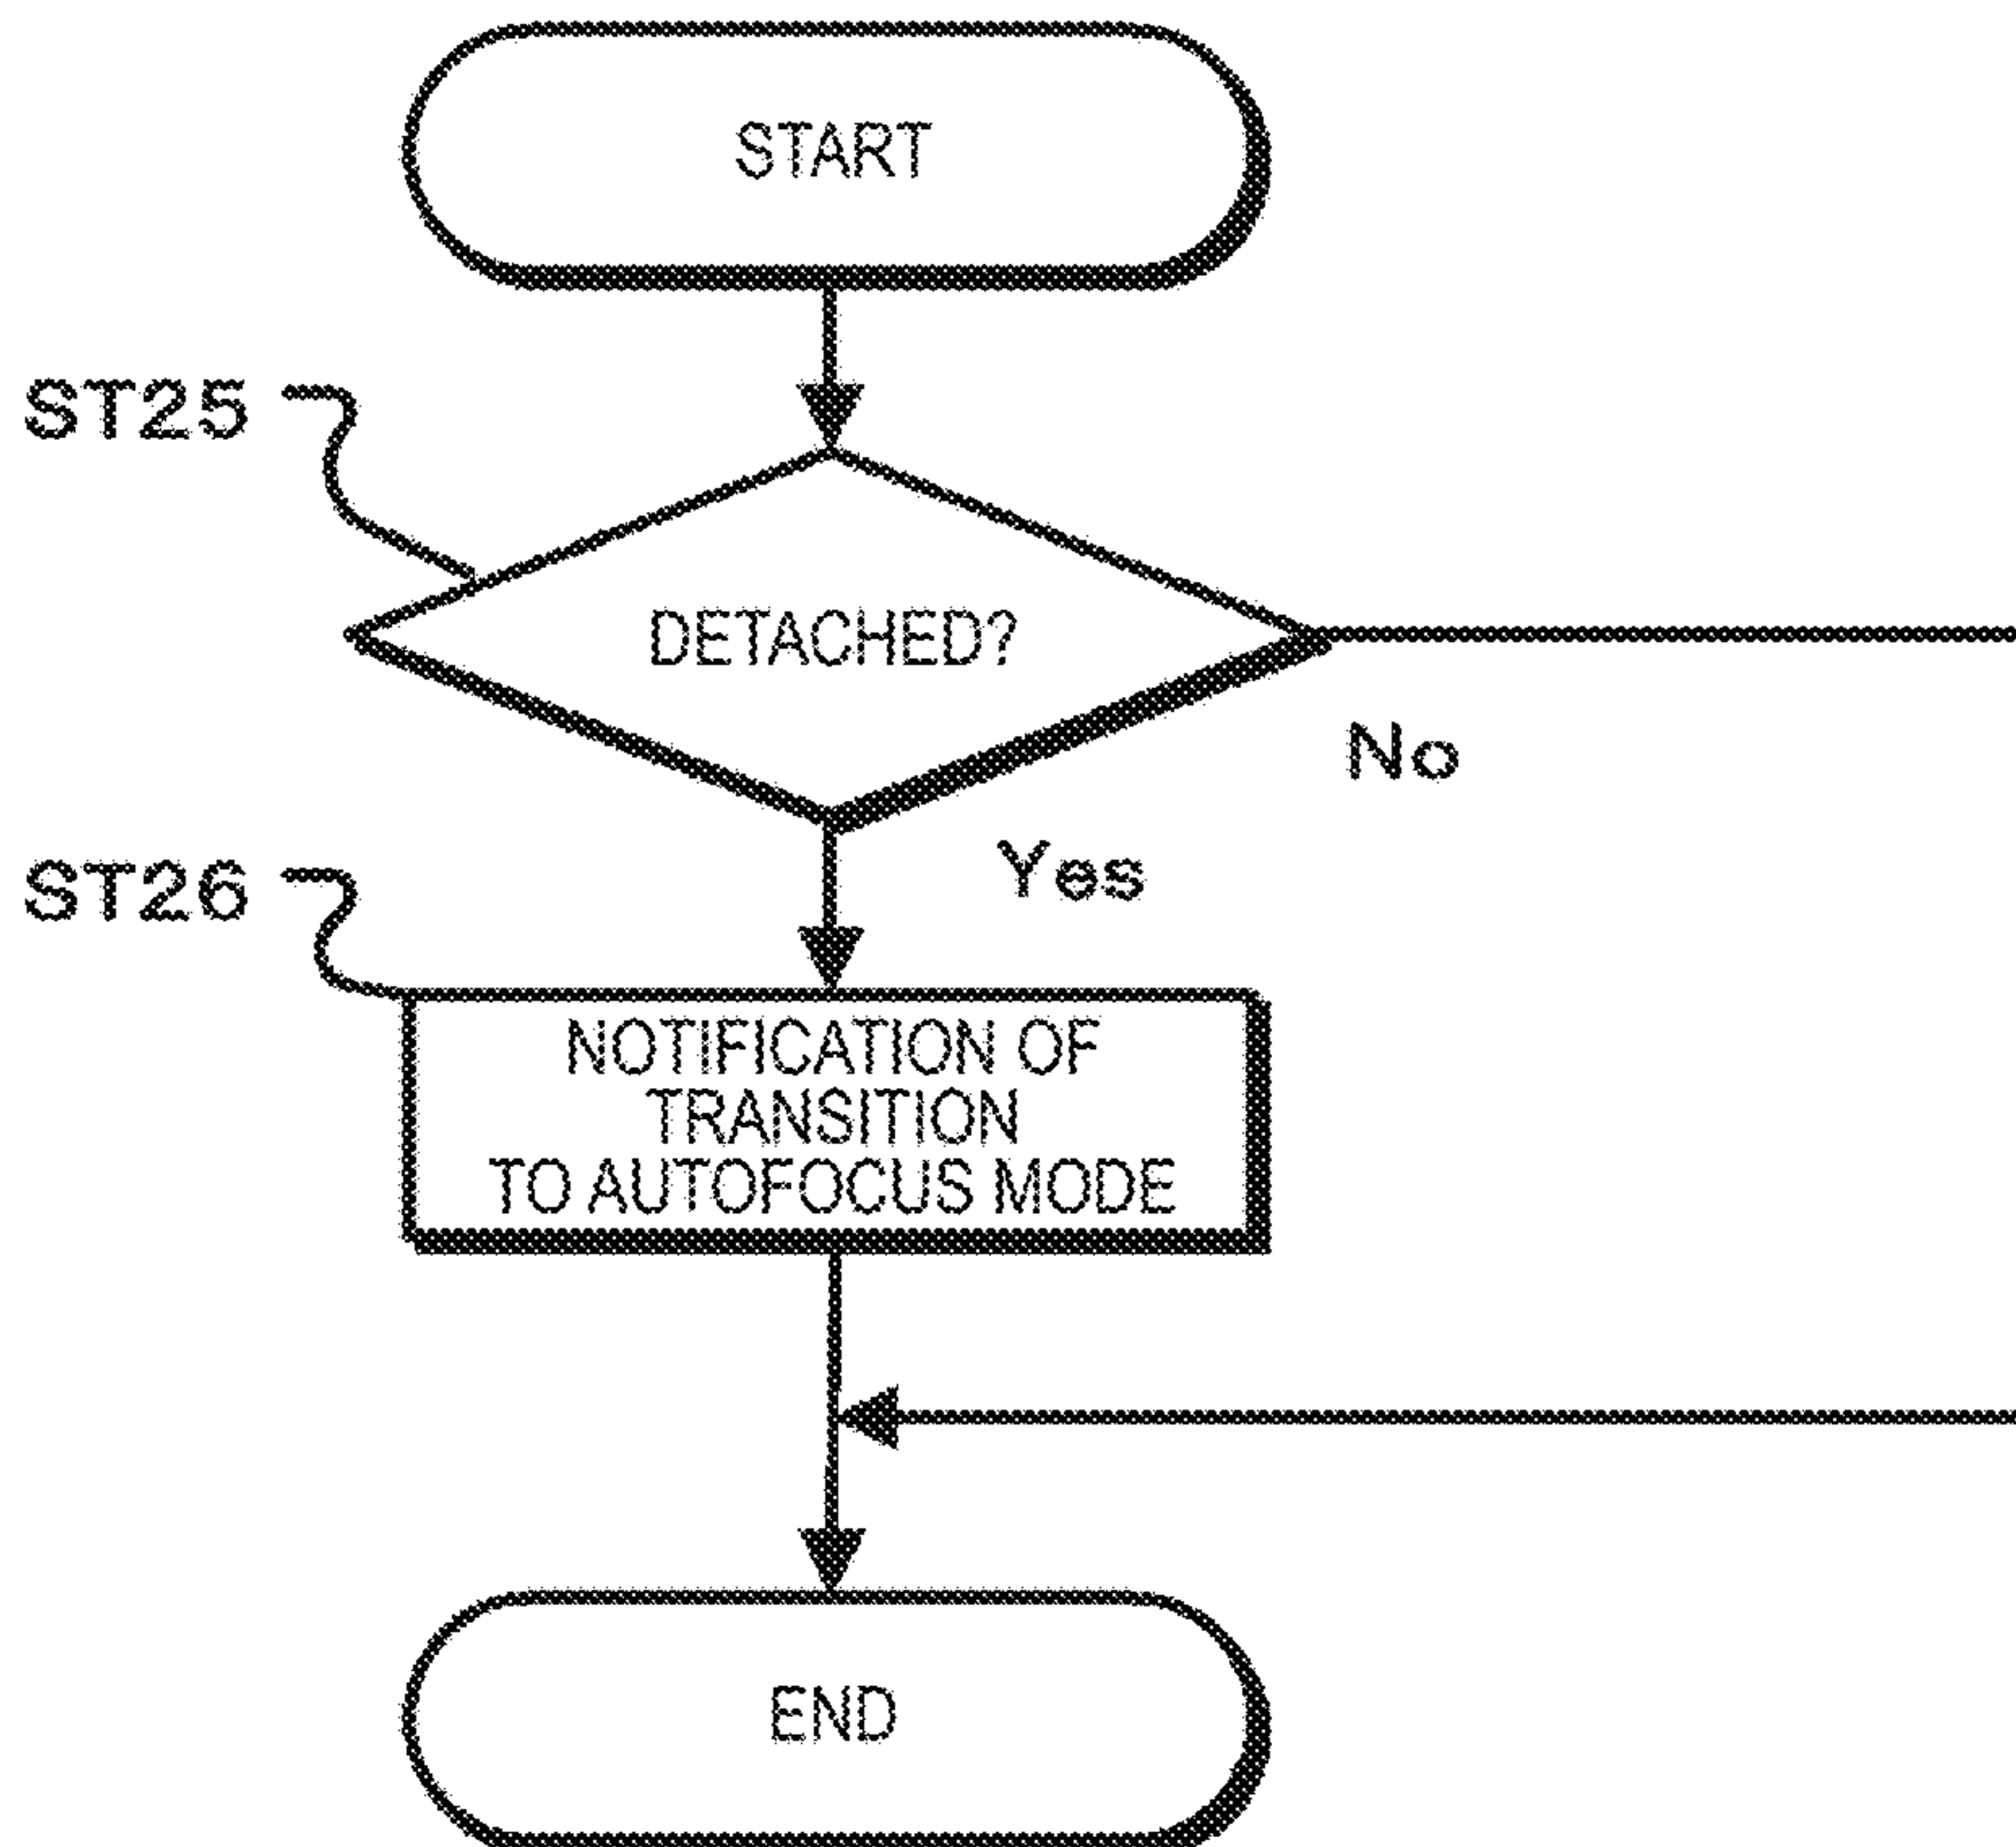 START
ST25
DETACHED?
No
Yes
ST26
NOTIFICATION OF
TRANSITION
TO AUTOFOCUS MODE
END